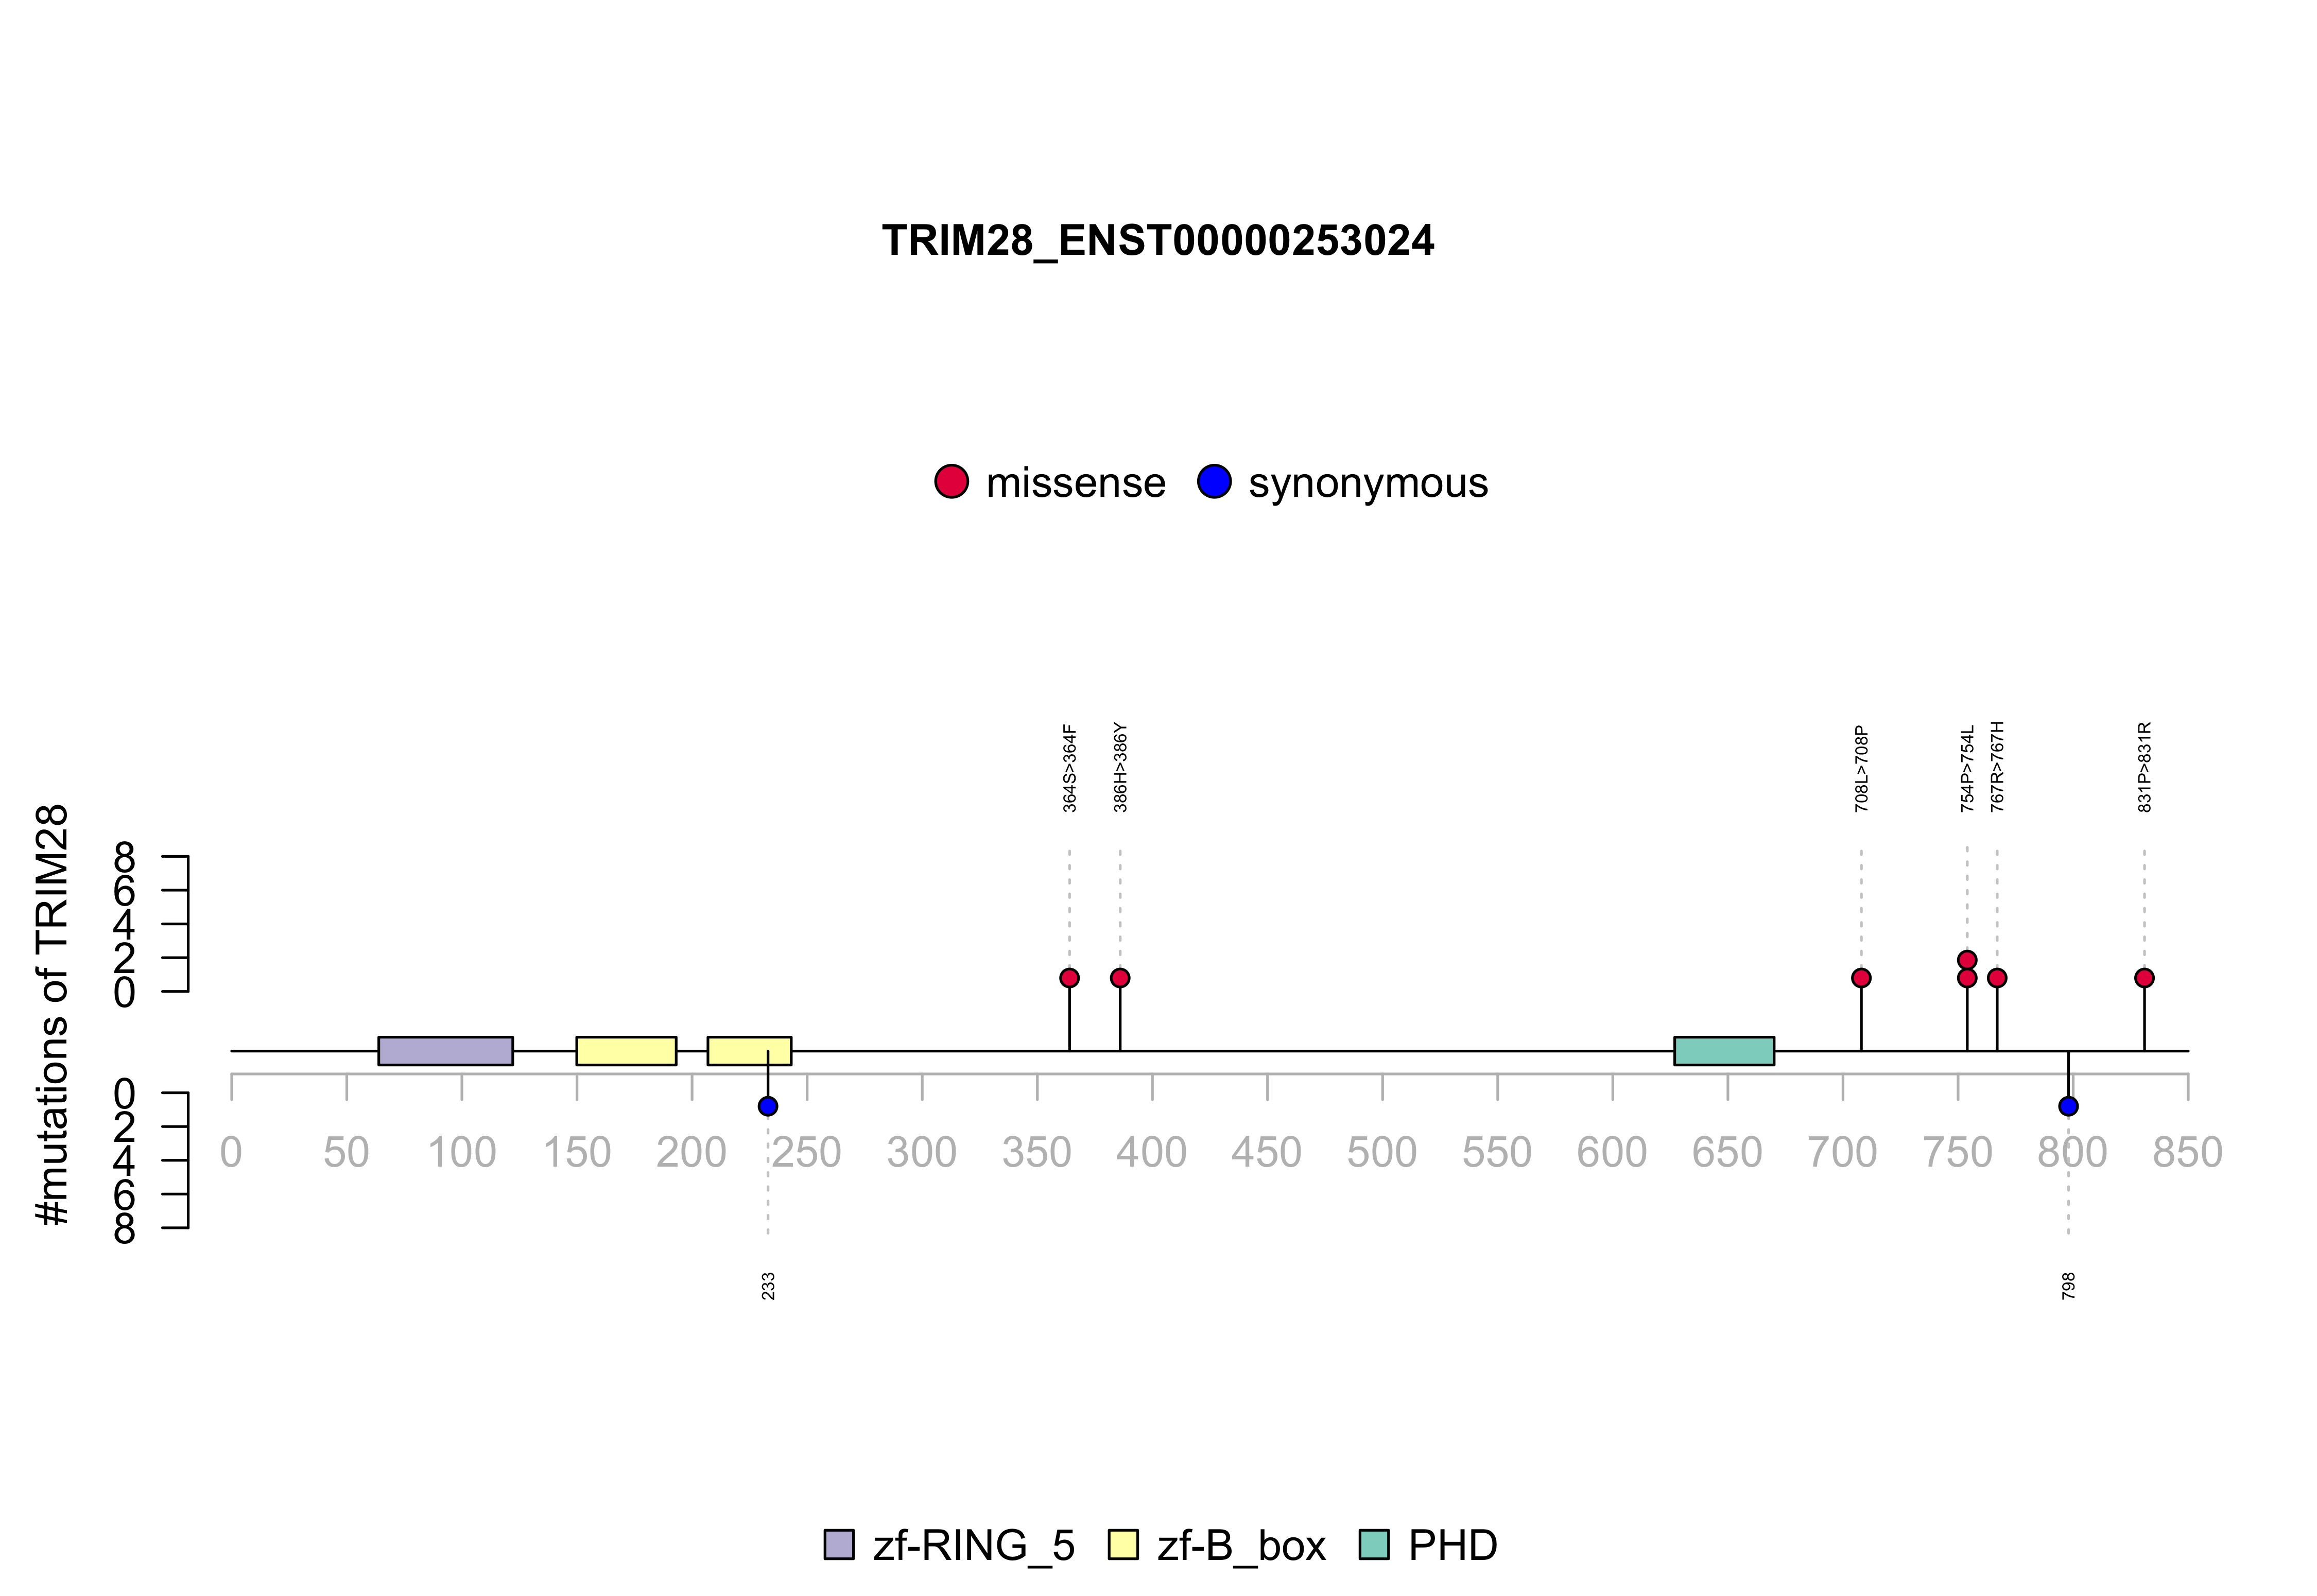 TRIM28_ENST00000253024
missense synonymous
364S>364F
386H>386Y
708L>708P
754P>754L
767R>767H
831P>831R
#mutations of TRIM28
8
6
4
2
0
0
2
4
6
8
0 50 100 150 200 250 300 350 400 450 500 550 600 650 700 750 800 850
233
798
zf-RING_5 zf-B_box PHD